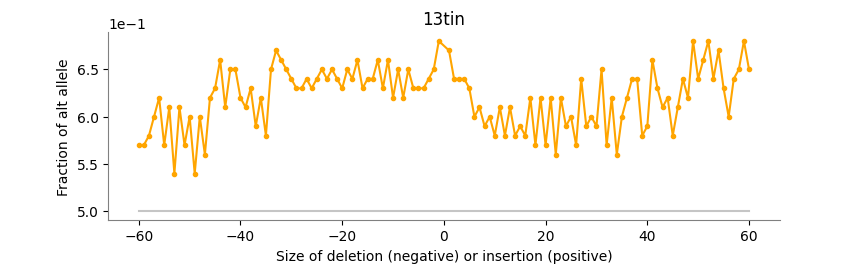 13tin
1e−1
Fraction of alt allele
6.5
6.0
5.5
5.0
−60 −40 −20 0 20 40 60
Size of deletion (negative) or insertion (positive)